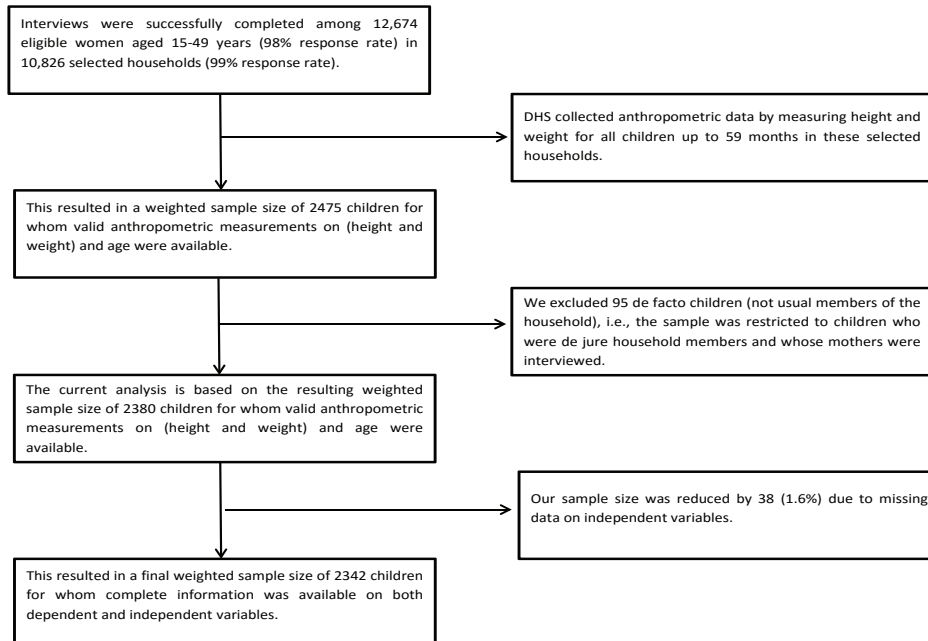 Interviews were successfully completed among 12,674
eligible women aged 15-49 years (98% response rate) in
10,826 selected households (99% response rate).
DHS collected anthropometric data by measuring height and
weight for all children up to 59 months in these selected
households.
This resulted in a weighted sample size of 2475 children for
whom valid anthropometric measurements on (height and
weight) and age were available.
We excluded 95 de facto children (not usual members of the
household), i.e., the sample was restricted to children who
were de jure household members and whose mothers were
interviewed.
The current analysis is based on the resulting weighted
sample size of 2380 children for whom valid anthropometric
measurements on (height and weight) and age were
available.
Our sample size was reduced by 38 (1.6%) due to missing
data on independent variables.
This resulted in a final weighted sample size of 2342 children
for whom complete information was available on both
dependent and independent variables.